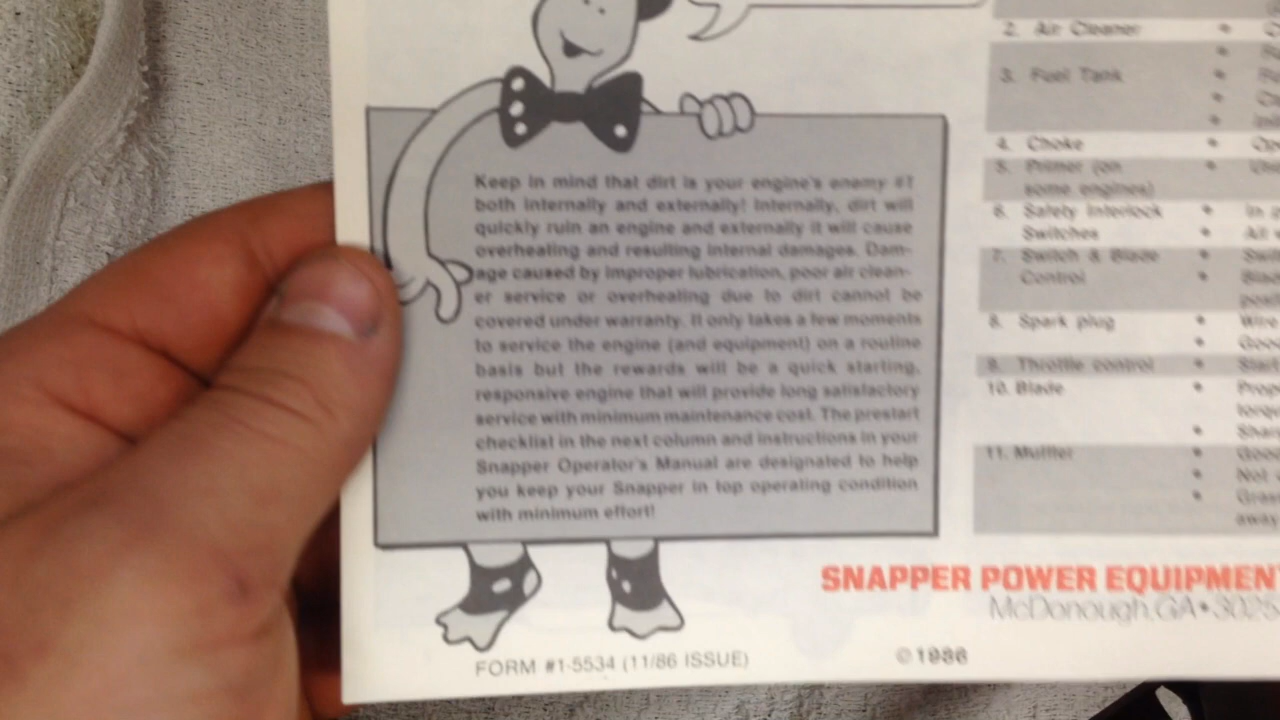 Keep in mind that dirt is your engine's enemy #1
both internally and externally! Internally, dirt will
quickly ruin an engine and externally it will cause
overheating and resulting internal damages. Dam-
age caused by improper lubrication, poor air clean-
er service or overheating due to dirt cannot be
covered under warranty. It only takes a few moments
to service the engine (and equipment) on a routine
basis but the rewards will be a quick starting,
responsive engine that will provide long satisfactory
service with minimum maintenance cost. The prestart
checklist in the next column and instructions in your
Snapper Operator's Manual are designated to help
you keep your Snapper in top operating condition
with minimum effort!
2. Air Cleaner •
3. Fuel Tank •
•
•
4. Choke •
5. Primer (on •
some engines)
6. Safety Interlock •
Switches •
7. Switch & Blade •
Control •
8. Spark plug • Wire
• Good
9. Throttle control •
10. Blade •
•
11. Muffler • Good
• Not
•
away
SNAPPER POWER EQUIPMEN
McDonough, GA • 3025
FORM #1-5534 (11/86 ISSUE)
© 1986